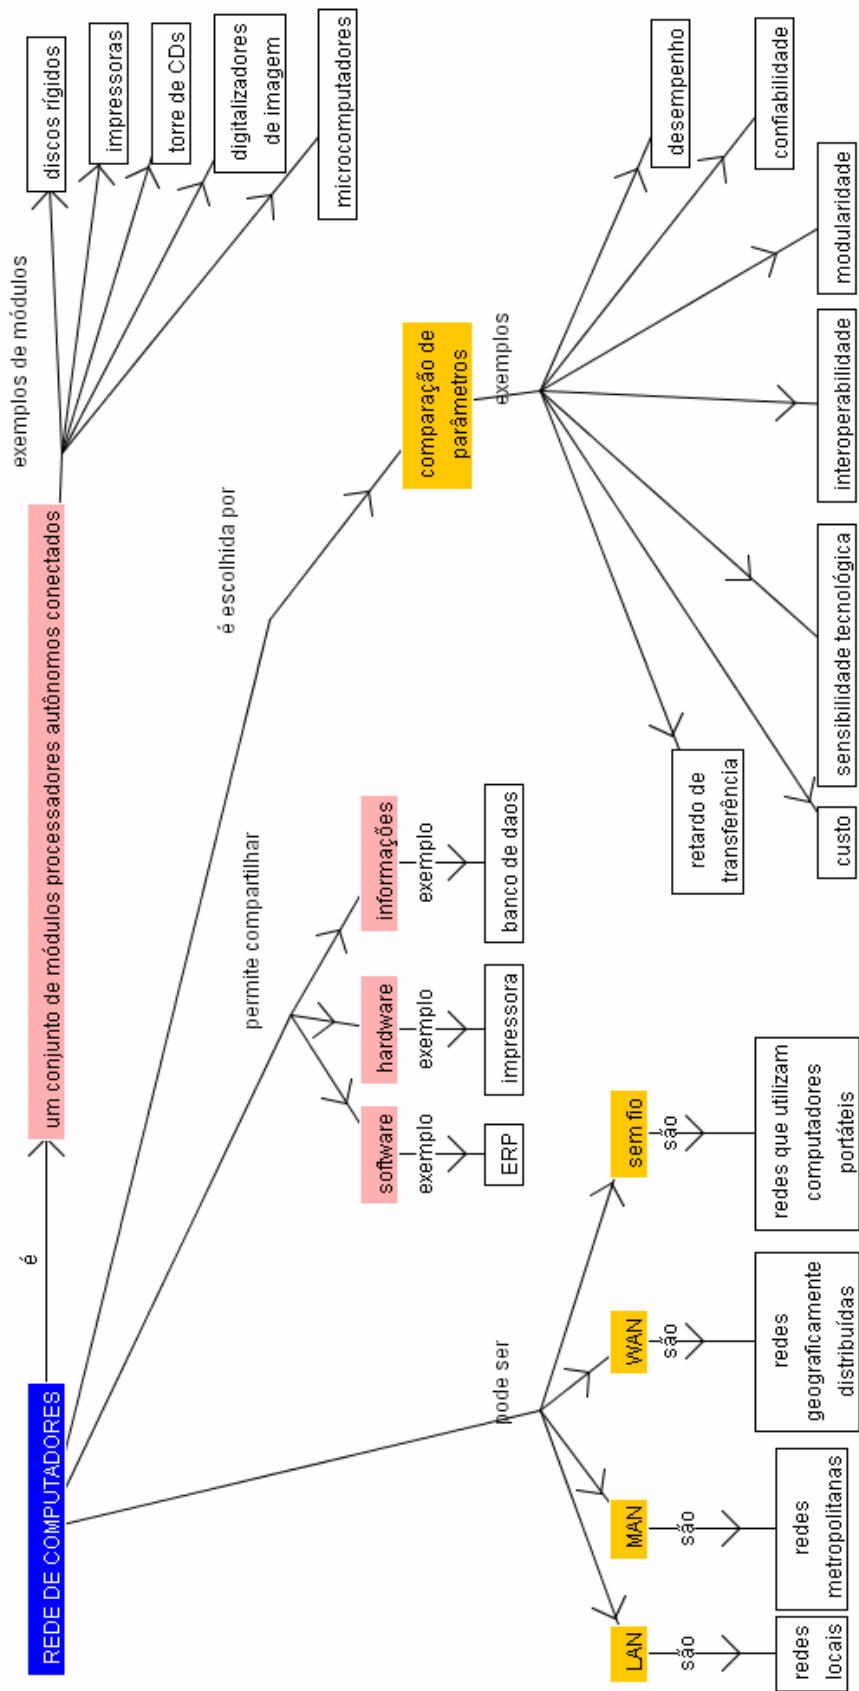 REDE DE COMPUTADORES
é
um conjunto de módulos processadores autônomos conectados
exemplos de módulos
discos rígidos
impressoras
torre de CDs
digitalizadores
de imagem
microcomputadores
é escolhida por
comparação de
parâmetros
exemplos
retardo de
transferência
custo
sensibilidade tecnológica
interoperabilidade
modularidade
confiabilidade
desempenho
permite compartilhar
software
hardware
informações
exemplo
exemplo
exemplo
ERP
impressora
banco de daos
pode ser
LAN
MAN
WAN
sem fio
são
são
são
são
redes
locais
redes
metropolitanas
redes
geograficamente
distribuídas
redes que utilizam
computadores
portáteis